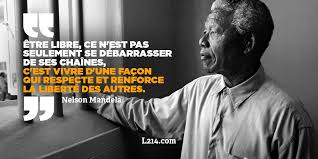 ÊTRE LIBRE, CE N'EST PAS
SEULEMENT SE DÉBARRASSER
DE SES CHAÎNES,
C'EST VIVRE D'UNE FAÇON
QUI RESPECTE ET RENFORCE
LA LIBERTÉ DES AUTRES.
Nelson Mandela
L214.com